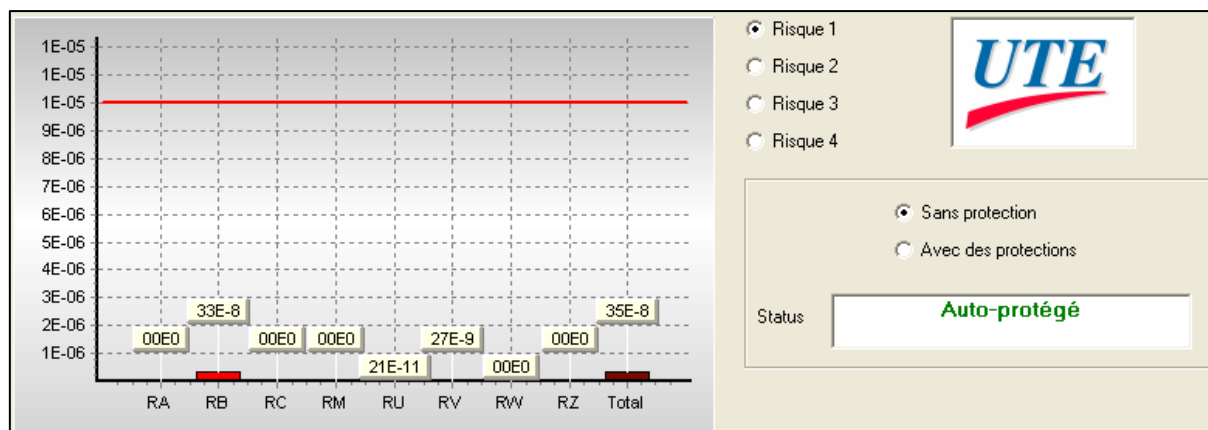 1E-05
1E-05
1E-05
9E-06
8E-06
7E-06
6E-06
5E-06
4E-06
3E-06
2E-06
1E-06
33E-8
35E-8
00E0
00E0
00E0
27E-9
00E0
21E-11
00E0
RA RB RC RM RU RV RW RZ Total
Risque 1
Risque 2
Risque 3
Risque 4
UTE
Sans protection
Avec des protections
Status
Auto-protégé